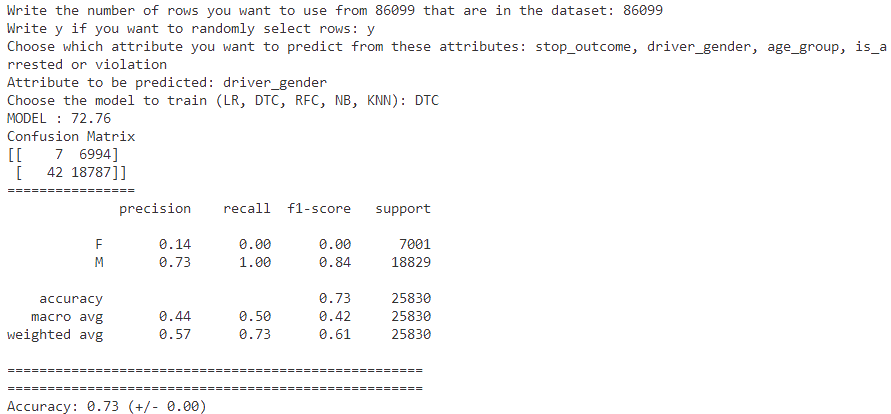 Write the number of rows you want to use from 86099 that are in the dataset: 86099
Write y if you want to randomly select rows: y
Choose which attribute you want to predict from these attributes: stop_outcome, driver_gender, age_group, is_a
rrested or violation
Attribute to be predicted: driver_gender
Choose the model to train (LR, DTC, RFC, NB, KNN): DTC
MODEL : 72.76
Confusion Matrix
[[    7  6994]
 [   42 18787]]
================
              precision    recall  f1-score   support

           F       0.14      0.00      0.00      7001
           M       0.73      1.00      0.84     18829

    accuracy                           0.73     25830
   macro avg       0.44      0.50      0.42     25830
weighted avg       0.57      0.73      0.61     25830

====================================================
====================================================
Accuracy: 0.73 (+/- 0.00)